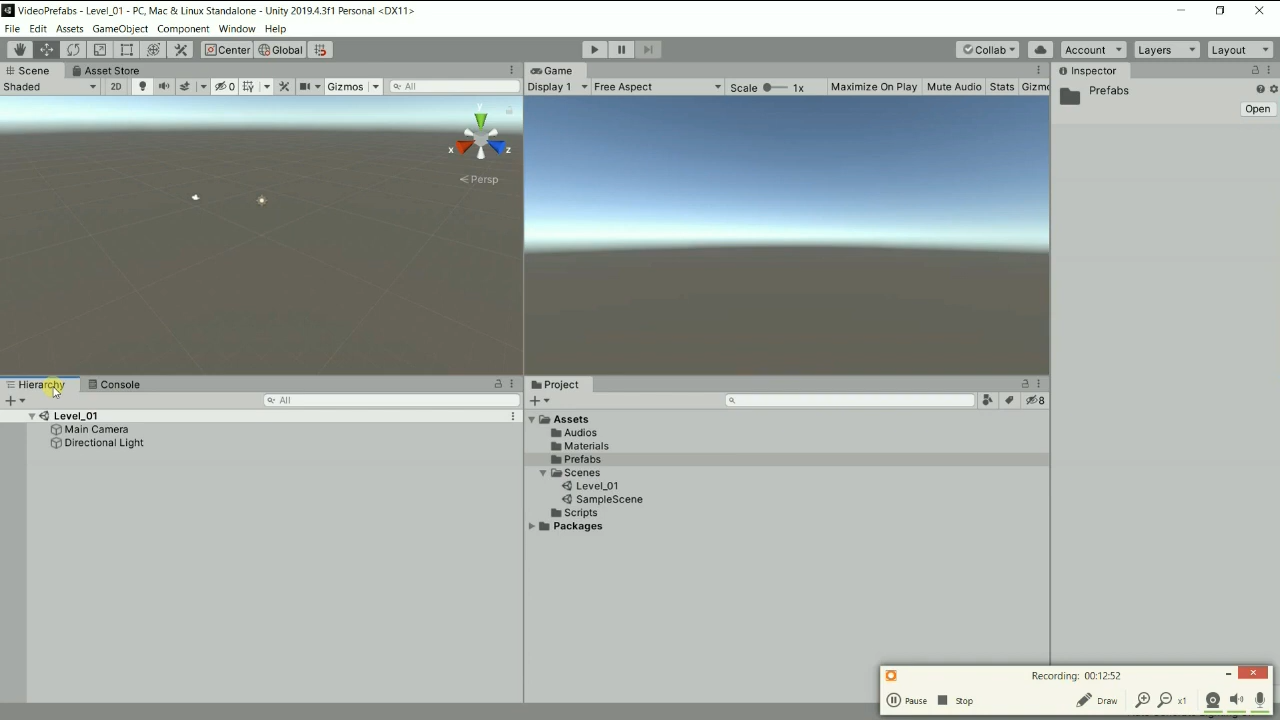 VideoPrefabs - Level_01 - PC, Mac & Linux Standalone - Unity 2019.4.3f1 Personal <DX11>
File Edit Assets GameObject Component Window Help
Center Global Collab Account Layers Layout
Scene Asset Store
Shaded 2D 0 Gizmos All
y
x z
Persp
Game
Display 1 Free Aspect Scale 1x Maximize On Play Mute Audio Stats Gizmo
Inspector
Prefabs
Open
Hierarchy Console
All
Level_01
Main Camera
Directional Light
Project
8
Assets
Audios
Materials
Prefabs
Scenes
Level_01
SampleScene
Scripts
Packages
Recording: 00:12:52
Pause Stop Draw x1